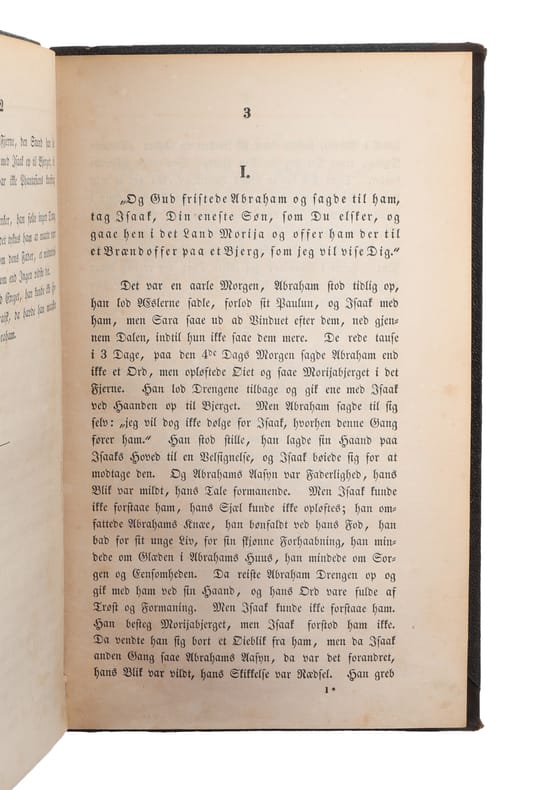 2
Fjerne, den Stund han
med Isaak op til Bjerget,
var ikke Phantasiens
3
I.
„Og Gud fristede Abraham og sagde til ham,
tag Isaak, Din eneste Søn, som Du elsker, og
gaae hen i det Land Morija og offer ham der til
et Brændoffer paa et Bjerg, som jeg vil vise Dig.“
Det var en aarle Morgen, Abraham stod tidlig op,
han lod Æslerne sadle, forlod sit Paulun, og Isaak med
ham, men Sara saae ud ad Vinduet efter dem, ned gjen-
nem Dalen, indtil hun ikke saae dem mere. De rede tause
i 3 Dage, paa den 4de Dags Morgen sagde Abraham end
ikke et Ord, men opløftede Øiet og saae Morijabjerget i det
Fjerne. Han lod Drengene tilbage og gik ene med Isaak
ved Haanden op til Bjerget. Men Abraham sagde til sig
selv: „jeg vil dog ikke dølge for Isaak, hvorhen denne Gang
fører ham.“ Han stod stille, han lagde sin Haand paa
Isaaks Hoved til en Velsignelse, og Isaak bøiede sig for at
modtage den. Og Abrahams Aasyn var Faderlighed, hans
Blik var mildt, hans Tale formanende. Men Isaak kunde
ikke forstaae ham, hans Sjæl kunde ikke opløftes; han om-
fattede Abrahams Knæe, han bønfaldt ved hans Fod, han
bad for sit unge Liv, for sin skjønne Forhaabning, han min-
dede om Glæden i Abrahams Huus, han mindede om Sor-
gen og Eensomheden. Da reiste Abraham Drengen op og
gik med ham ved sin Haand, og hans Ord vare fulde af
Trøst og Formaning. Men Isaak kunde ikke forstaae ham.
Han besteg Morijabjerget, men Isaak forstod ham ikke.
Da vendte han sig bort et Øieblik fra ham, men da Isaak
anden Gang saae Abrahams Aasyn, da var det forandret,
hans Blik var vildt, hans Skikkelse var Rædsel. Han greb
1*